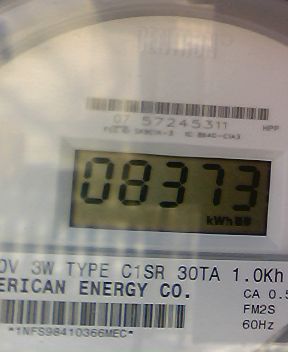 07 57245311
HPP
08373
kWh
0V 3W TYPE C1SR 30TA 1.0Kh
ERICAN ENERGY CO.
CA 0.5
FM2S
*1NFS98410366MEC*
60Hz